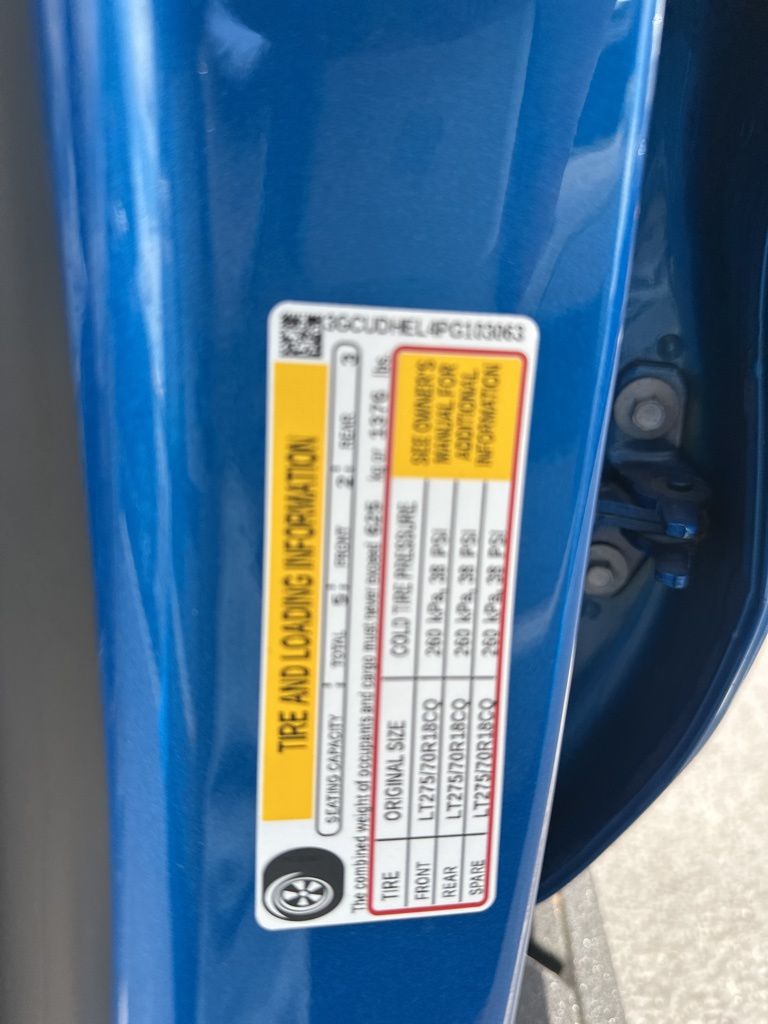 3GCUDHEL4PG103063
TIRE AND LOADING INFORMATION
SEATING CAPACITY : TOTAL 5: FRONT 2: REAR 3
The combined weight of occupants and cargo must never exceed 625 kg or 1378 lbs.
TIRE ORIGINAL SIZE COLD TIRE PRESSURE
FRONT LT275/70R18CQ 260 kPa, 38 PSI
REAR LT275/70R18CQ 260 kPa, 38 PSI
SPARE LT275/70R18CQ 260 kPa, 38 PSI
SEE OWNER'S
MANUAL FOR
ADDITIONAL
INFORMATION